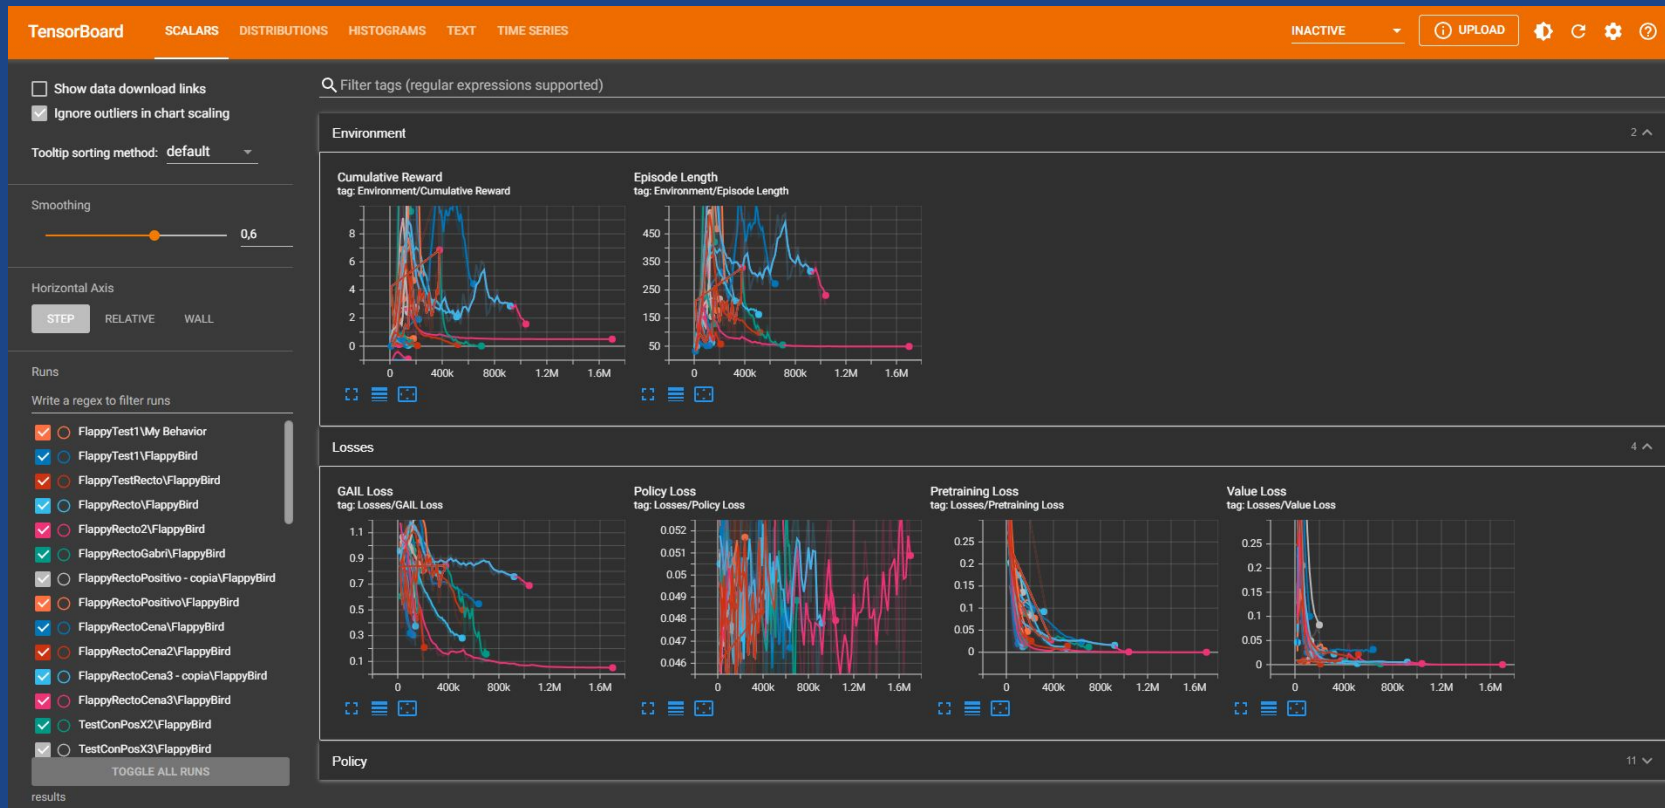 TensorBoard SCALARS DISTRIBUTIONS HISTOGRAMS TEXT TIME SERIES INACTIVE UPLOAD
Show data download links
Ignore outliers in chart scaling
Tooltip sorting method: default
Smoothing
0,6
Horizontal Axis
STEP RELATIVE WALL
Runs
Write a regex to filter runs
FlappyTest1\My Behavior
FlappyTest1\FlappyBird
FlappyTestRecto\FlappyBird
FlappyRecto\FlappyBird
FlappyRecto2\FlappyBird
FlappyRectoGabri\FlappyBird
FlappyRectoPositivo - copia\FlappyBird
FlappyRectoPositivo\FlappyBird
FlappyRectoCena\FlappyBird
FlappyRectoCena2\FlappyBird
FlappyRectoCena3 - copia\FlappyBird
FlappyRectoCena3\FlappyBird
TestConPosX2\FlappyBird
TestConPosX3\FlappyBird
TOGGLE ALL RUNS
results
Filter tags (regular expressions supported)
Environment 2
Cumulative Reward
tag: Environment/Cumulative Reward
8
6
4
2
0
0 400k 800k 1.2M 1.6M
Episode Length
tag: Environment/Episode Length
450
350
250
150
50
0 400k 800k 1.2M 1.6M
Losses 4
GAIL Loss
tag: Losses/GAIL Loss
1.1
0.9
0.7
0.5
0.3
0.1
0 400k 800k 1.2M 1.6M
Policy Loss
tag: Losses/Policy Loss
0.052
0.051
0.05
0.049
0.048
0.047
0.046
0 400k 800k 1.2M 1.6M
Pretraining Loss
tag: Losses/Pretraining Loss
0.25
0.2
0.15
0.1
0.05
0
0 400k 800k 1.2M 1.6M
Value Loss
tag: Losses/Value Loss
0.25
0.2
0.15
0.1
0.05
0
0 400k 800k 1.2M 1.6M
Policy 11